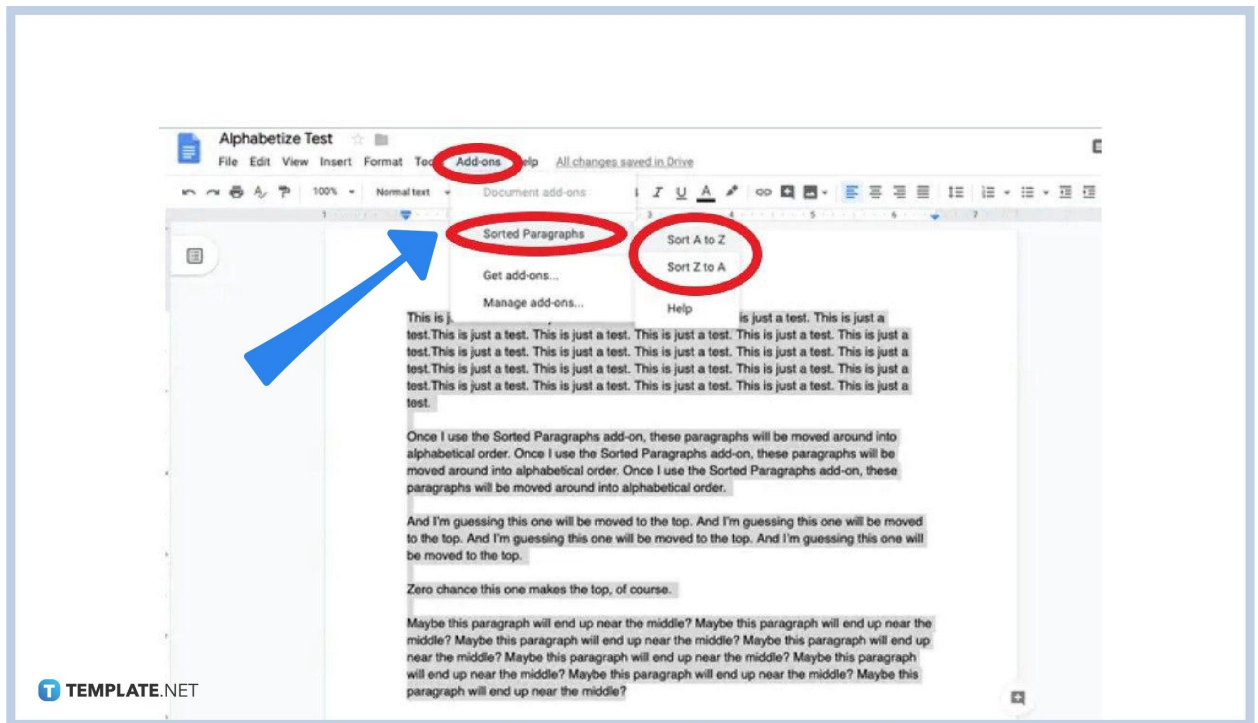 Alphabetize Test
File Edit View Insert Format Add-ons All changes saved in Drive
100% Normal text Document add-ons I U A
1 3 4 5 6 7
Sorted Paragraphs Sort A to Z
Sort Z to A
Get add-ons...
Manage add-ons... Help
This is is just a test. This is just a
test.This is just a test. This is just a test. This is just a test. This is just a test. This is just a
test.This is just a test. This is just a test. This is just a test. This is just a test. This is just a
test.This is just a test. This is just a test. This is just a test. This is just a test. This is just a
test.This is just a test. This is just a test. This is just a test. This is just a test. This is just a
test.
Once I use the Sorted Paragraphs add-on, these paragraphs will be moved around into
alphabetical order. Once I use the Sorted Paragraphs add-on, these paragraphs will be
moved around into alphabetical order. Once I use the Sorted Paragraphs add-on, these
paragraphs will be moved around into alphabetical order.
And I'm guessing this one will be moved to the top. And I'm guessing this one will be moved
to the top. And I'm guessing this one will be moved to the top. And I'm guessing this one will
be moved to the top.
Zero chance this one makes the top, of course.
Maybe this paragraph will end up near the middle? Maybe this paragraph will end up near the
middle? Maybe this paragraph will end up near the middle? Maybe this paragraph will end up
near the middle? Maybe this paragraph will end up near the middle? Maybe this paragraph
will end up near the middle? Maybe this paragraph will end up near the middle? Maybe this
paragraph will end up near the middle?
T TEMPLATE.NET